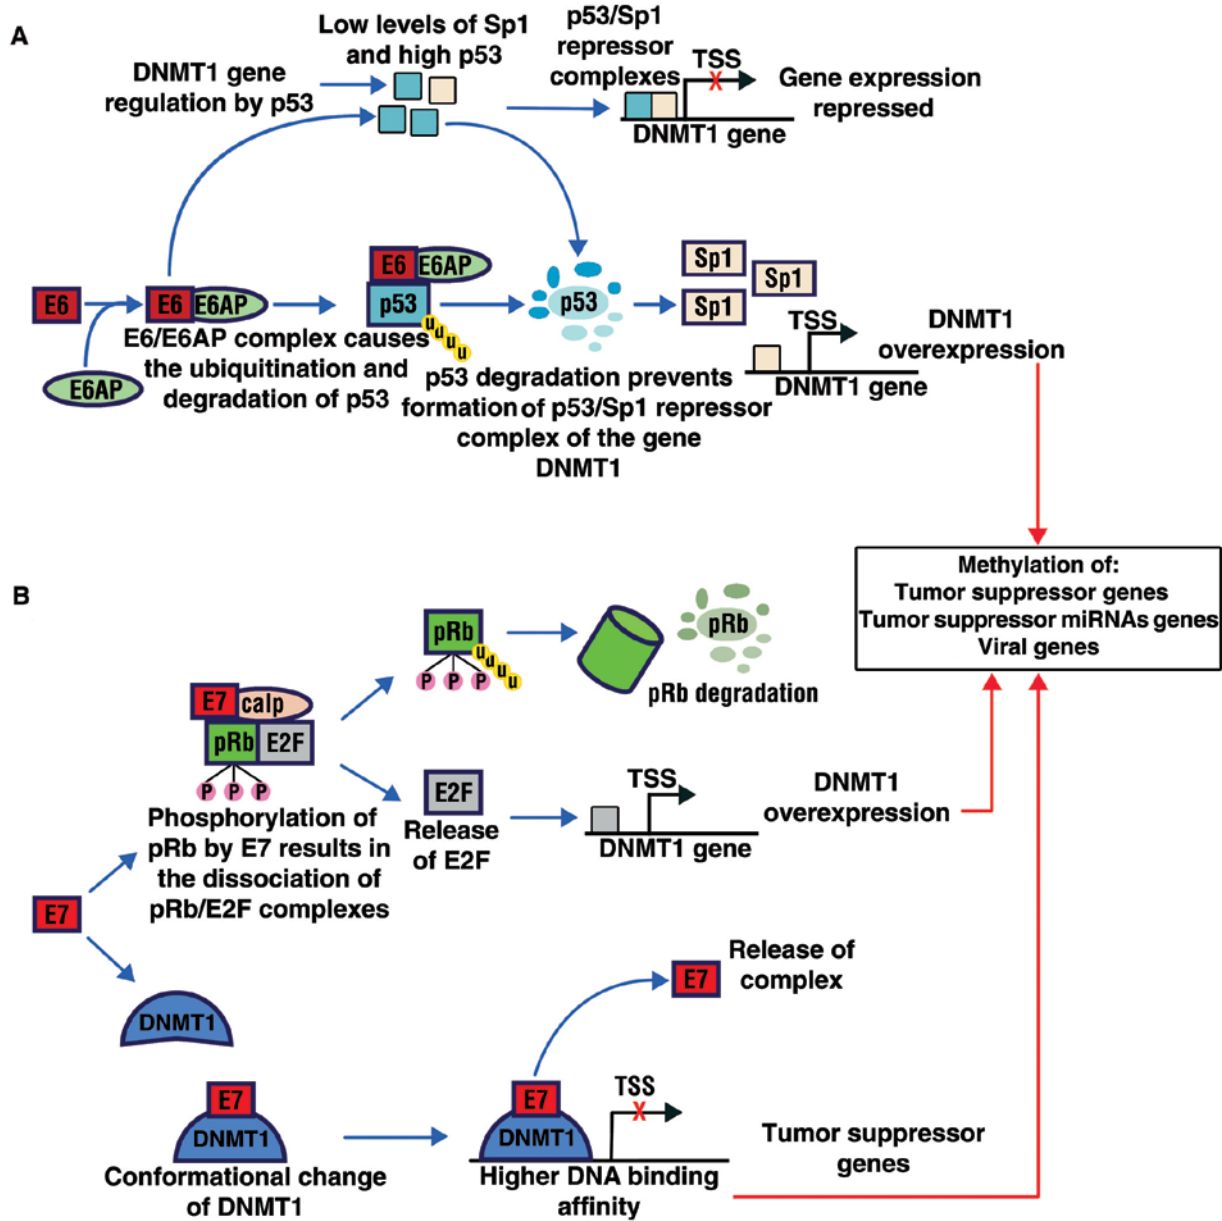 A
DNMT1 gene
regulation by p53
Low levels of Sp1
and high p53
p53/Sp1
repressor
complexes
TSS
X
DNMT1 gene
Gene expression
repressed
E6
E6AP
E6 E6AP
E6/E6AP complex causes
the ubiquitination and
degradation of p53
E6 E6AP
p53
u
u
u
u
p53
p53 degradation prevents
formation of p53/Sp1 repressor
complex of the gene
DNMT1
Sp1
Sp1
Sp1
TSS
DNMT1 gene
DNMT1
overexpression
Methylation of:
Tumor suppressor genes
Tumor suppressor miRNAs genes
Viral genes
B
E7
E7 calp
pRb E2F
P P P
Phosphorylation of
pRb by E7 results in
the dissociation of
pRb/E2F complexes
pRb
u
u
u
u
P P P
pRb
pRb degradation
E2F
Release
of E2F
TSS
DNMT1 gene
DNMT1
overexpression
DNMT1
E7
DNMT1
Conformational change
of DNMT1
E7
DNMT1
TSS
X
Higher DNA binding
affinity
E7
Release of
complex
Tumor suppressor
genes